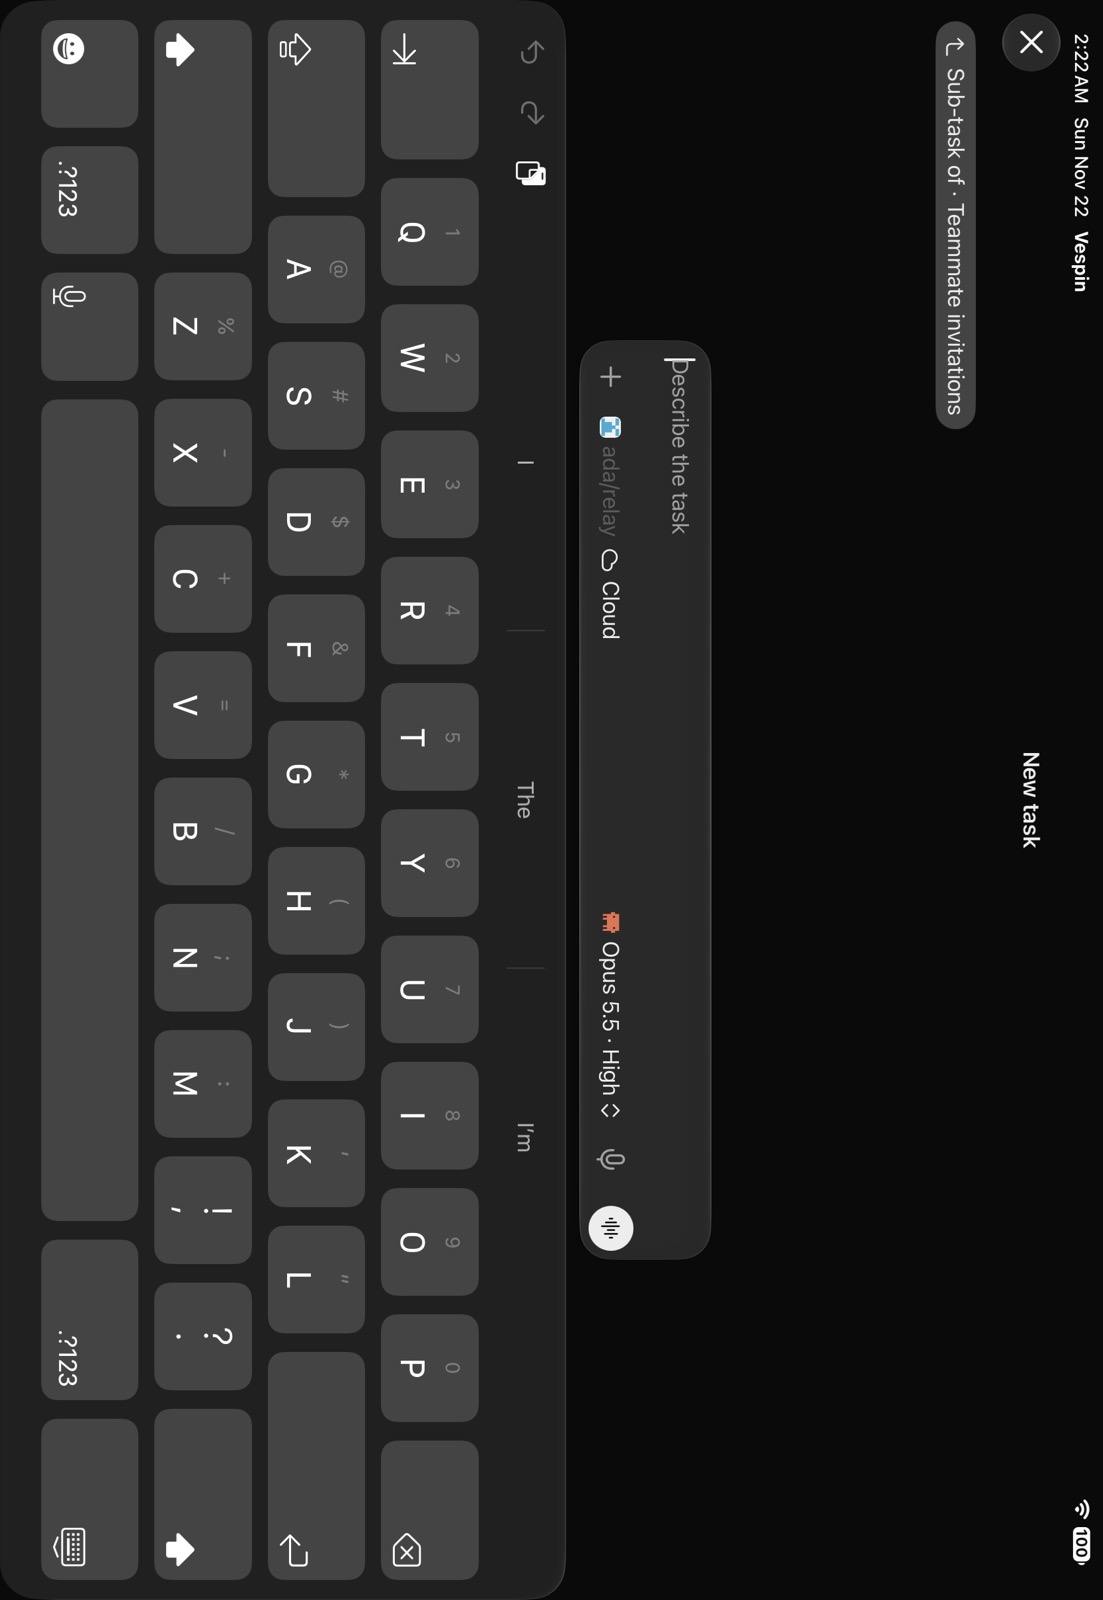 2:22 AM Sun Nov 22 Vespin
100
New task
Sub-task of · Teammate invitations
Describe the task
ada/relay Cloud
Opus 5.5 · High
I The I'm
1 2 3 4 5 6 7 8 9 0
Q W E R T Y U I O P
@ # $ & * ( ) ' "
A S D F G H J K L
% - + = / ; : ! ?
Z X C V B N M , .
.?123 .?123